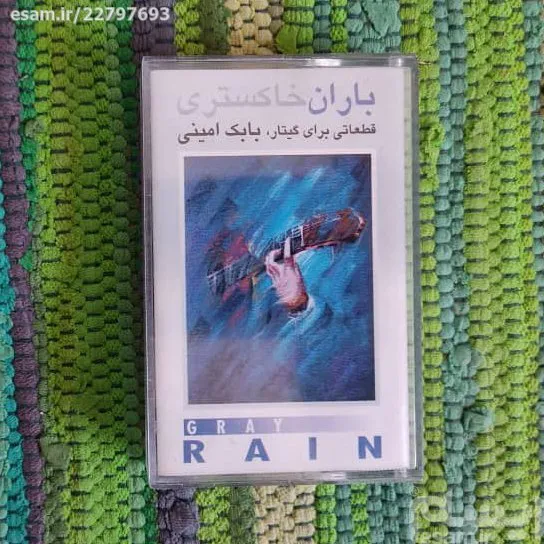 esam.ir/22797693
باران خاکستری
قطعاتی برای گیتار، بابک امینی
GRAY
RAIN